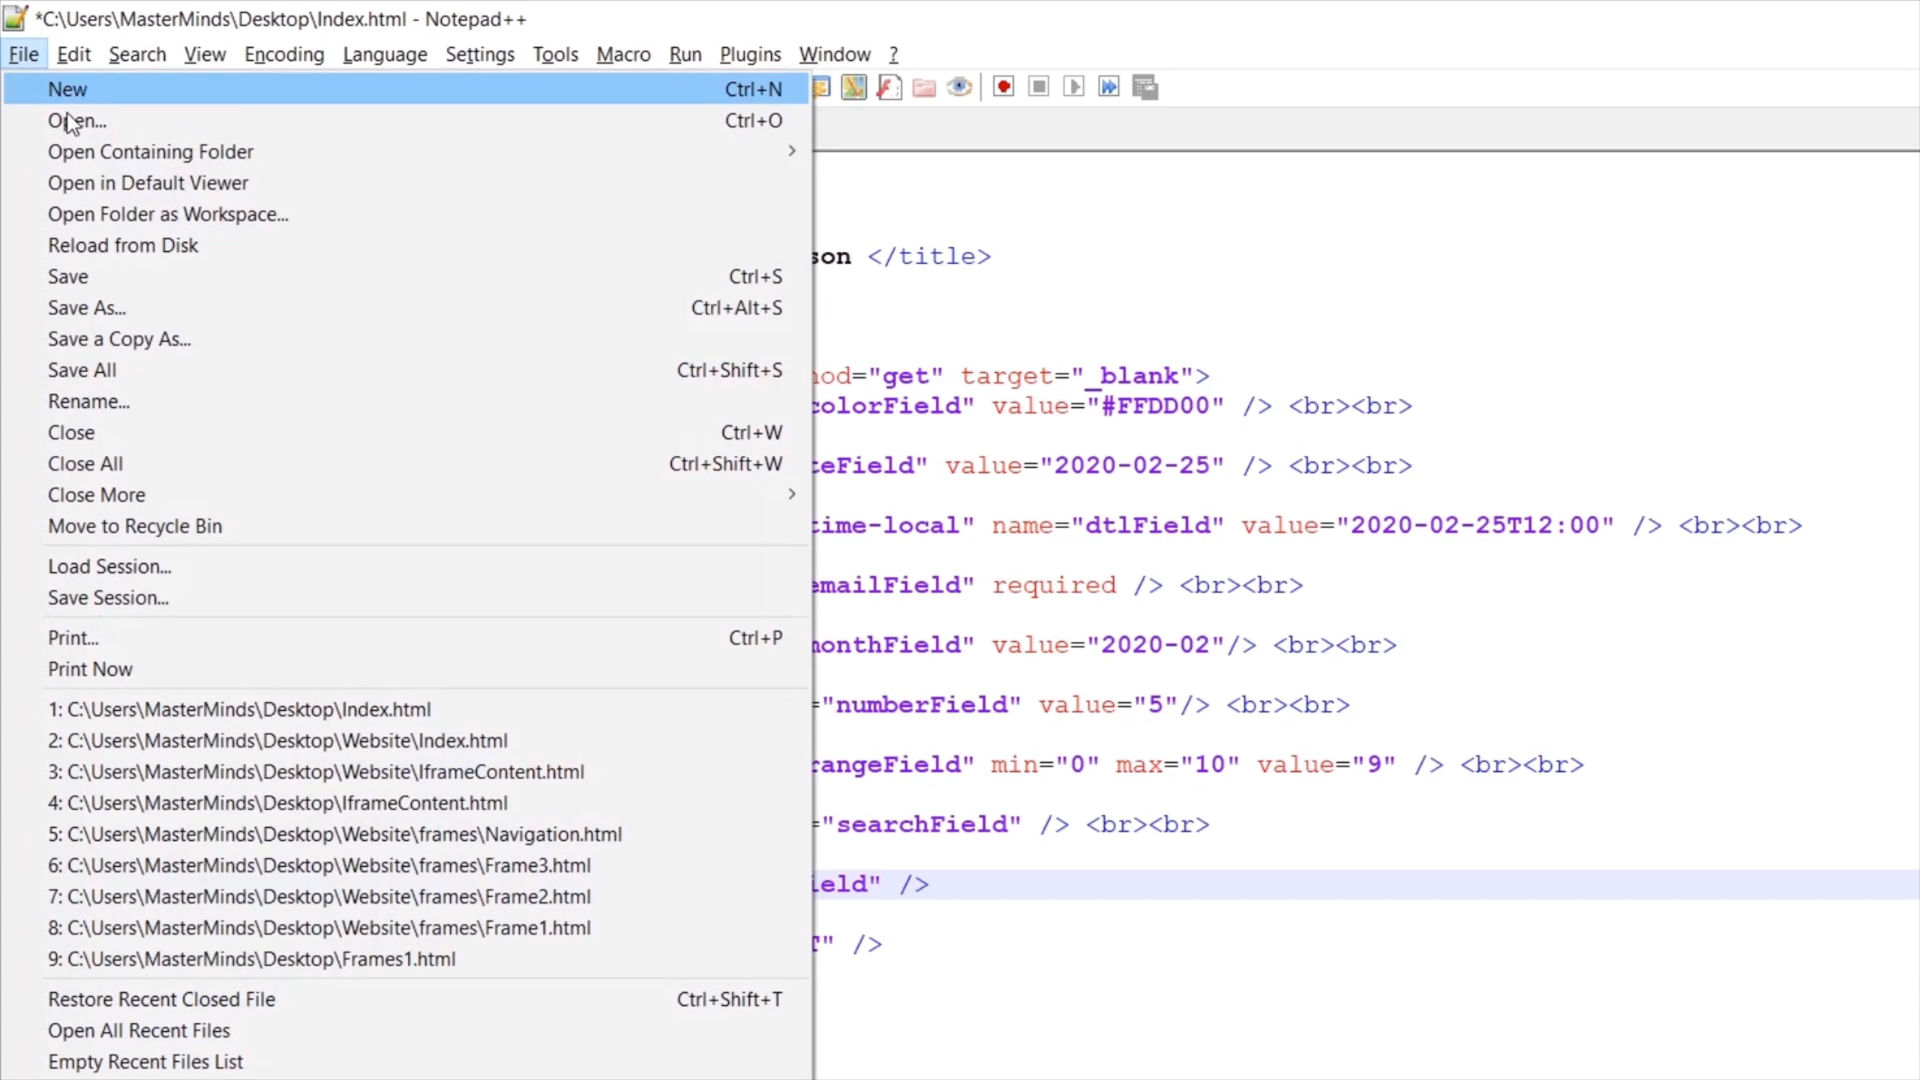 *C:\Users\MasterMinds\Desktop\Index.html - Notepad++
File Edit Search View Encoding Language Settings Tools Macro Run Plugins Window ?
New Ctrl+N
Open... Ctrl+O
Open Containing Folder
Open in Default Viewer
Open Folder as Workspace...
Reload from Disk
Save Ctrl+S
Save As... Ctrl+Alt+S
Save a Copy As...
Save All Ctrl+Shift+S
Rename...
Close Ctrl+W
Close All Ctrl+Shift+W
Close More
Move to Recycle Bin
Load Session...
Save Session...
Print... Ctrl+P
Print Now
1: C:\Users\MasterMinds\Desktop\Index.html
2: C:\Users\MasterMinds\Desktop\Website\Index.html
3: C:\Users\MasterMinds\Desktop\Website\IframeContent.html
4: C:\Users\MasterMinds\Desktop\IframeContent.html
5: C:\Users\MasterMinds\Desktop\Website\frames\Navigation.html
6: C:\Users\MasterMinds\Desktop\Website\frames\Frame3.html
7: C:\Users\MasterMinds\Desktop\Website\frames\Frame2.html
8: C:\Users\MasterMinds\Desktop\Website\frames\Frame1.html
9: C:\Users\MasterMinds\Desktop\Frames1.html
Restore Recent Closed File Ctrl+Shift+T
Open All Recent Files
Empty Recent Files List
son </title>
hod="get" target="_blank">
colorField" value="#FFDD00" /> <br><br>
teField" value="2020-02-25" /> <br><br>
time-local" name="dtlField" value="2020-02-25T12:00" /> <br><br>
emailField" required /> <br><br>
monthField" value="2020-02"/> <br><br>
="numberField" value="5"/> <br><br>
rangeField" min="0" max="10" value="9" /> <br><br>
="searchField" /> <br><br>
ield" />
T" />